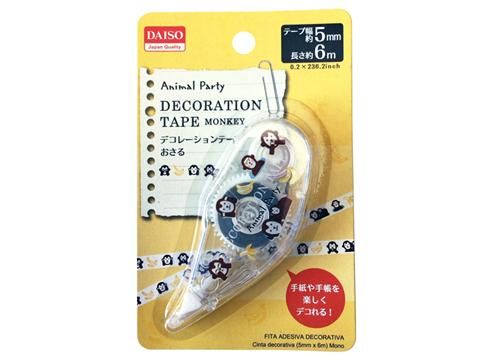 DAISO
Japan Quality
テープ幅
約5mm
長さ約6m
0.2×236.2inch
Animal Party
DECORATION
TAPE MONKEY
デコレーションテー
おさる
Animal Party
手紙や手帳を
楽しく
デコれる!
FITA ADESIVA DECORATIVA
Cinta decorativa (5mm x 6m) Mono